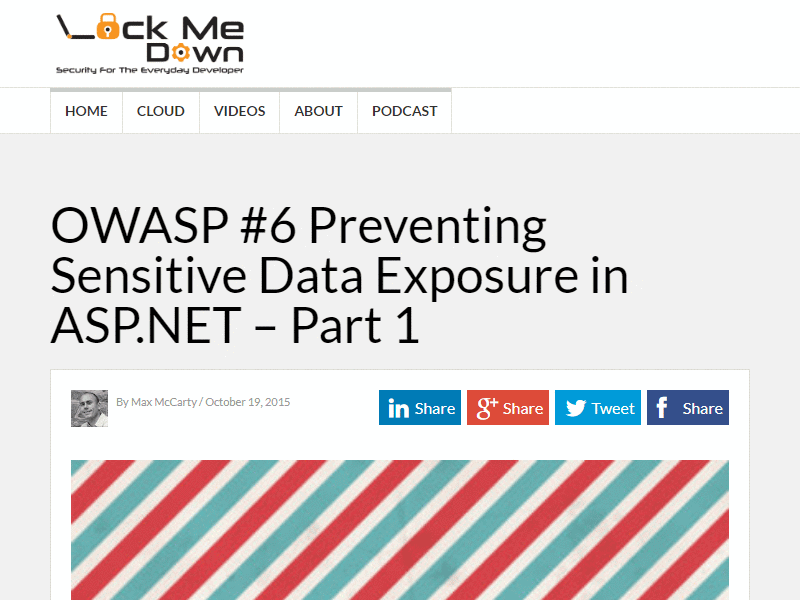 Lock Me
Down
Security For The Everyday Developer
HOME CLOUD VIDEOS ABOUT PODCAST
OWASP #6 Preventing
Sensitive Data Exposure in
ASP.NET – Part 1
By Max McCarty / October 19, 2015
in Share g+ Share Tweet f Share